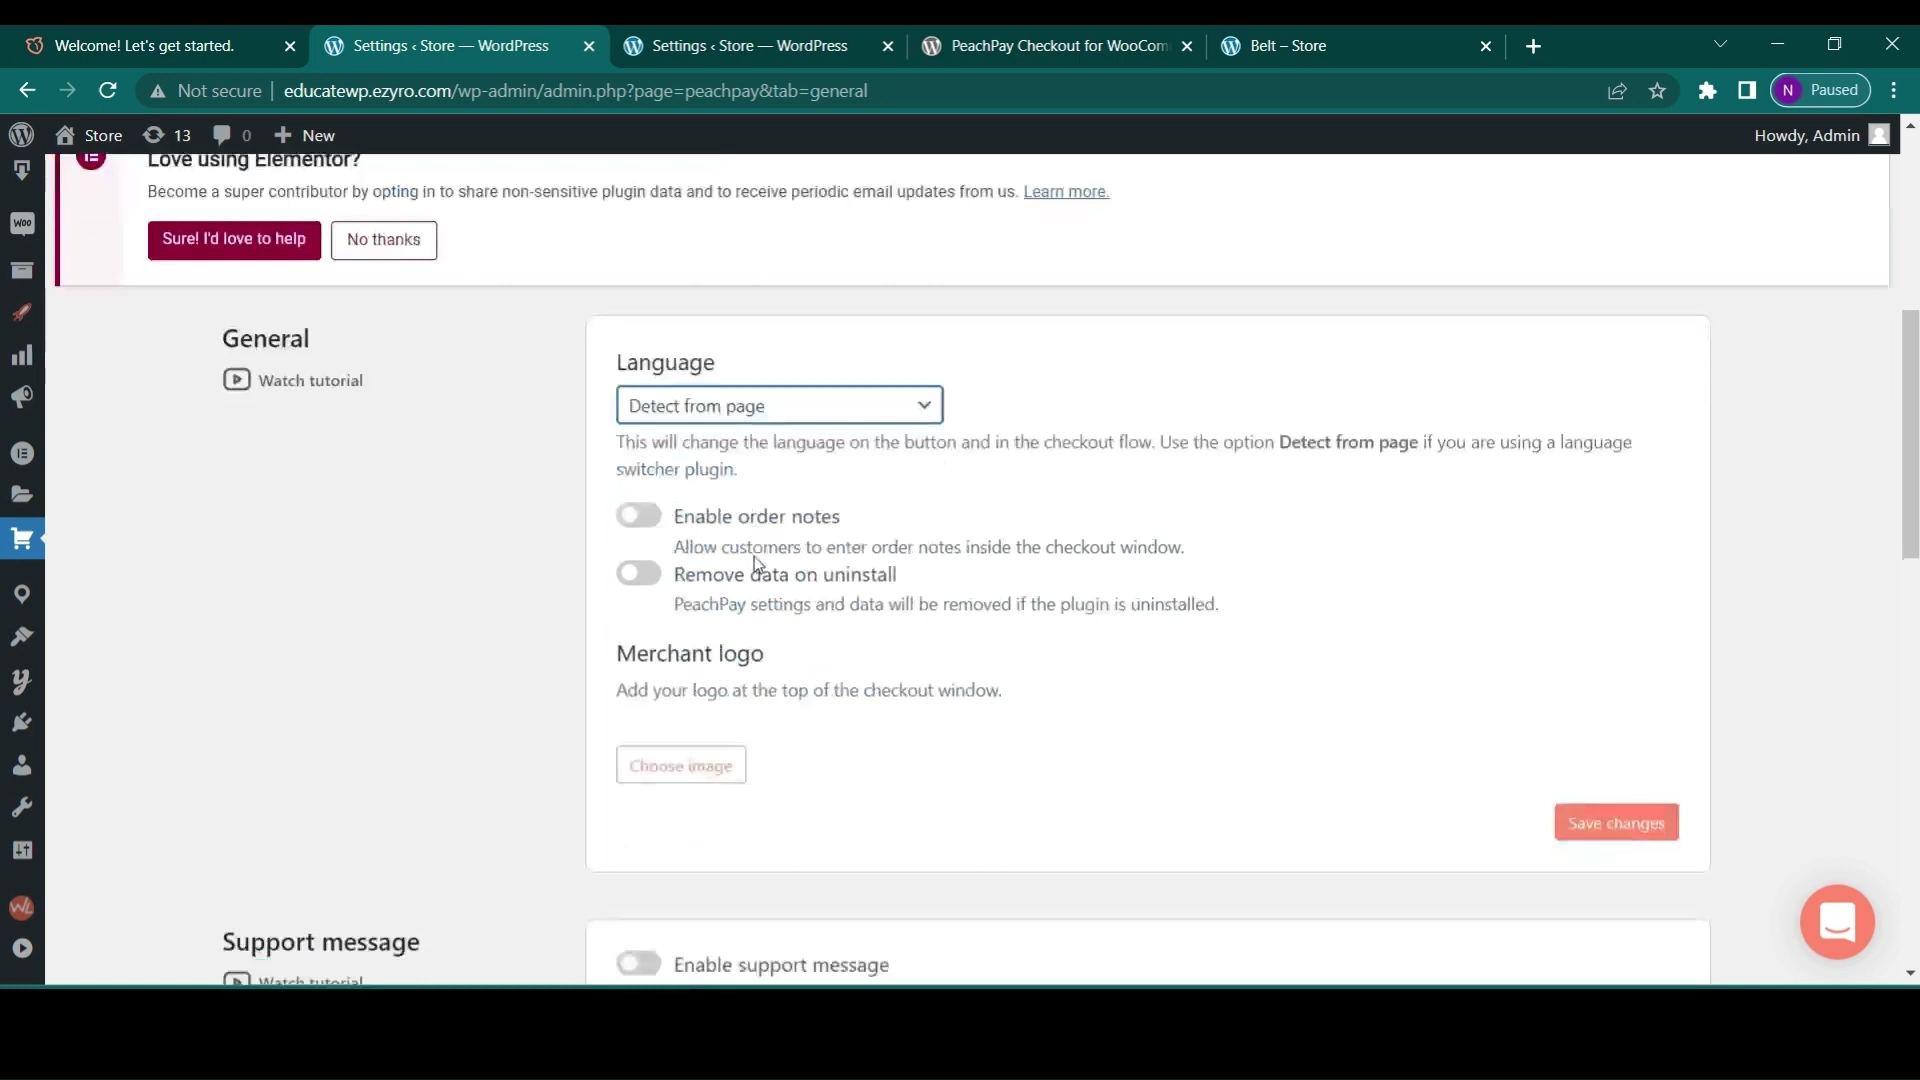 Welcome! Let's get started.
Settings ‹ Store — WordPress
Settings ‹ Store — WordPress
PeachPay Checkout for WooCom
Belt – Store
Not secure
educatewp.ezyro.com/wp-admin/admin.php?page=peachpay&tab=general
N
Paused
Store
13
0
New
Howdy, Admin
Love using Elementor?
Become a super contributor by opting in to share non-sensitive plugin data and to receive periodic email updates from us. Learn more.
Sure! I'd love to help
No thanks
Woo
General
Watch tutorial
Language
Detect from page
This will change the language on the button and in the checkout flow. Use the option Detect from page if you are using a language
switcher plugin.
Enable order notes
Allow customers to enter order notes inside the checkout window.
Remove data on uninstall
PeachPay settings and data will be removed if the plugin is uninstalled.
Merchant logo
Add your logo at the top of the checkout window.
Choose image
Save changes
WL
Support message
Watch tutorial
Enable support message